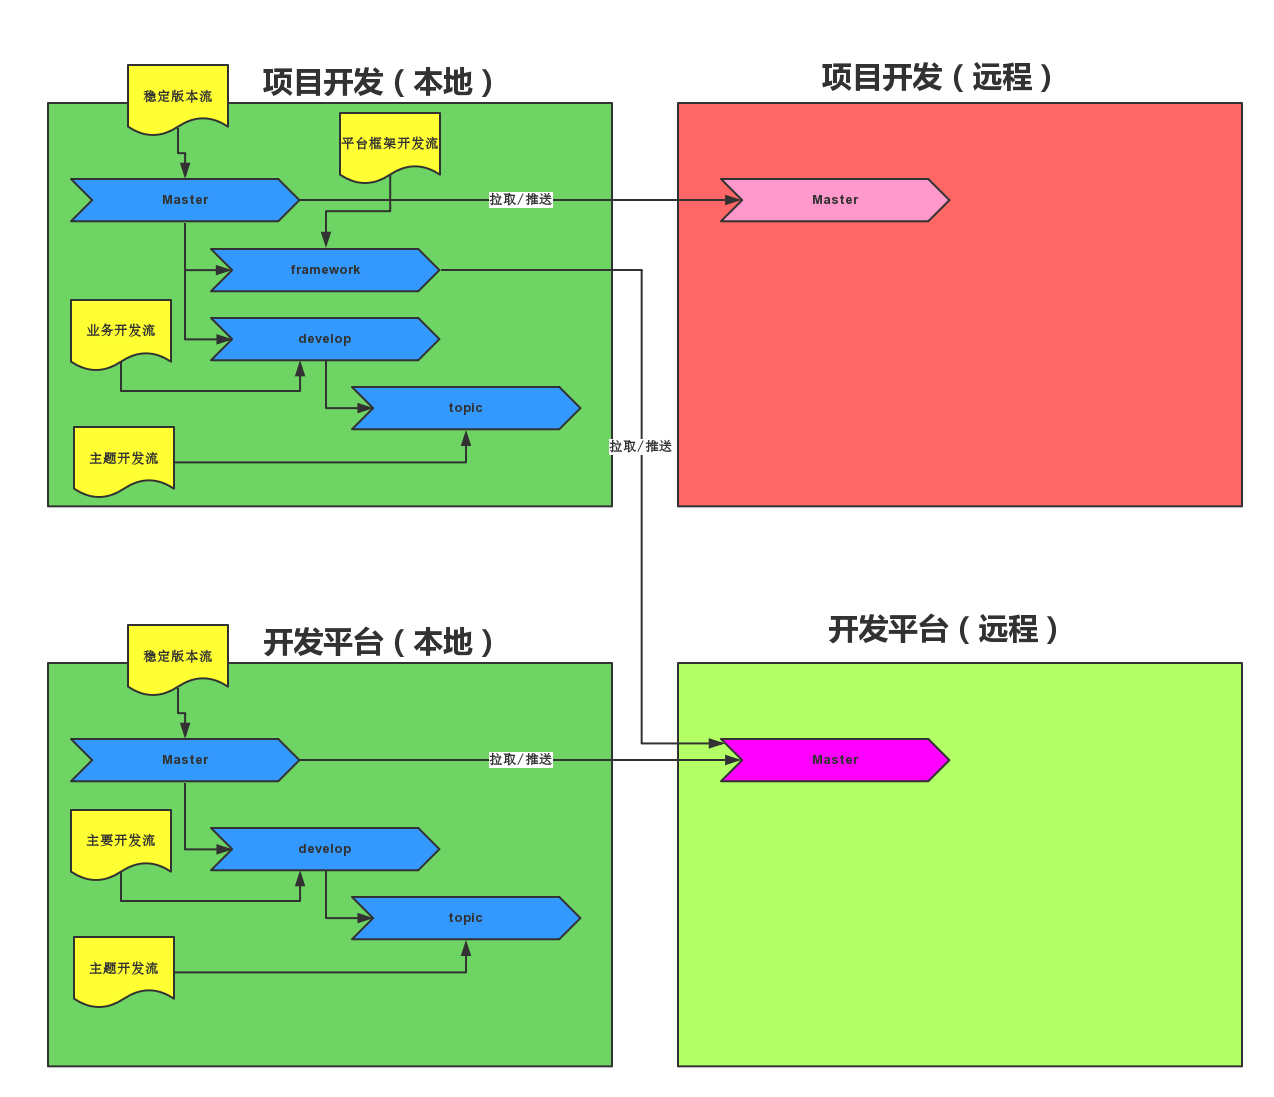 项目开发（本地）
项目开发（远程）
稳定版本流
平台框架开发流
Master
拉取/推送
Master
framework
业务开发流
develop
topic
拉取/推送
主题开发流
开发平台（本地）
开发平台（远程）
稳定版本流
Master
拉取/推送
Master
主要开发流
develop
topic
主题开发流